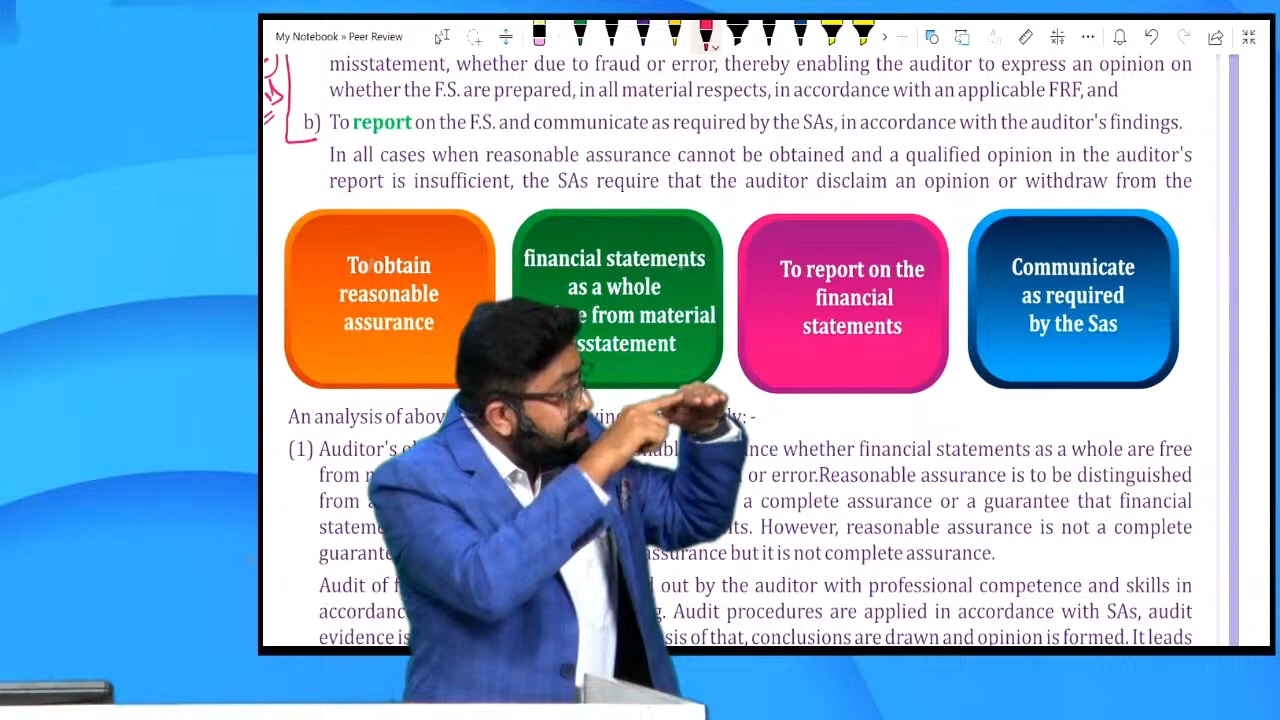 My Notebook » Peer Review
misstatement, whether due to fraud or error, thereby enabling the auditor to express an opinion on
whether the F.S. are prepared, in all material respects, in accordance with an applicable FRF, and
b) To report on the F.S. and communicate as required by the SAs, in accordance with the auditor's findings.
In all cases when reasonable assurance cannot be obtained and a qualified opinion in the auditor's
report is insufficient, the SAs require that the auditor disclaim an opinion or withdraw from the
To obtain
reasonable
assurance
financial statements
as a whole
from material
To report on the
financial
statements
Communicate
as required
by the Sas
An analysis of : -
(1) Auditor's whether financial statements as a whole are free
from or error.Reasonable assurance is to be distinguished
from a complete assurance or a guarantee that financial
However, reasonable assurance is not a complete
assurance but it is not complete assurance.
Audit of out by the auditor with professional competence and skills in
Audit procedures are applied in accordance with SAs, audit
evidence is of that, conclusions are drawn and opinion is formed. It leads